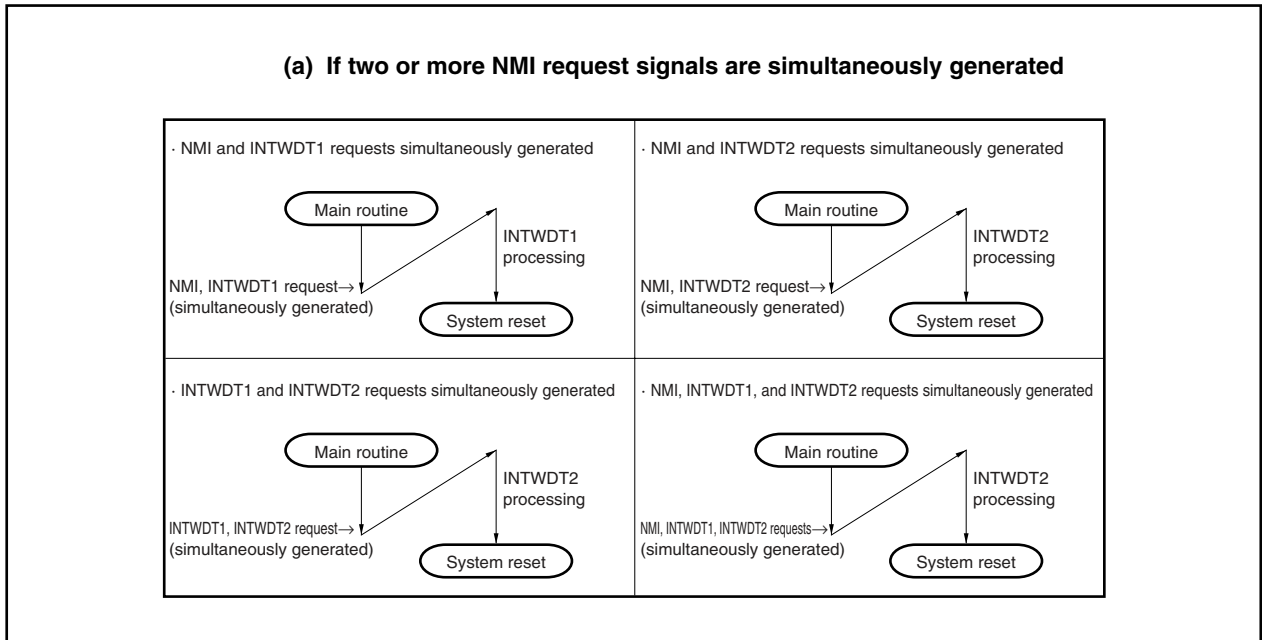 (a) If two or more NMI request signals are simultaneously generated
· NMI and INTWDT1 requests simultaneously generated
Main routine
INTWDT1
processing
NMI, INTWDT1 request→
(simultaneously generated)
System reset
· NMI and INTWDT2 requests simultaneously generated
Main routine
INTWDT2
processing
NMI, INTWDT2 request→
(simultaneously generated)
System reset
· INTWDT1 and INTWDT2 requests simultaneously generated
Main routine
INTWDT2
processing
INTWDT1, INTWDT2 request→
(simultaneously generated)
System reset
· NMI, INTWDT1, and INTWDT2 requests simultaneously generated
Main routine
INTWDT2
processing
NMI, INTWDT1, INTWDT2 requests→
(simultaneously generated)
System reset